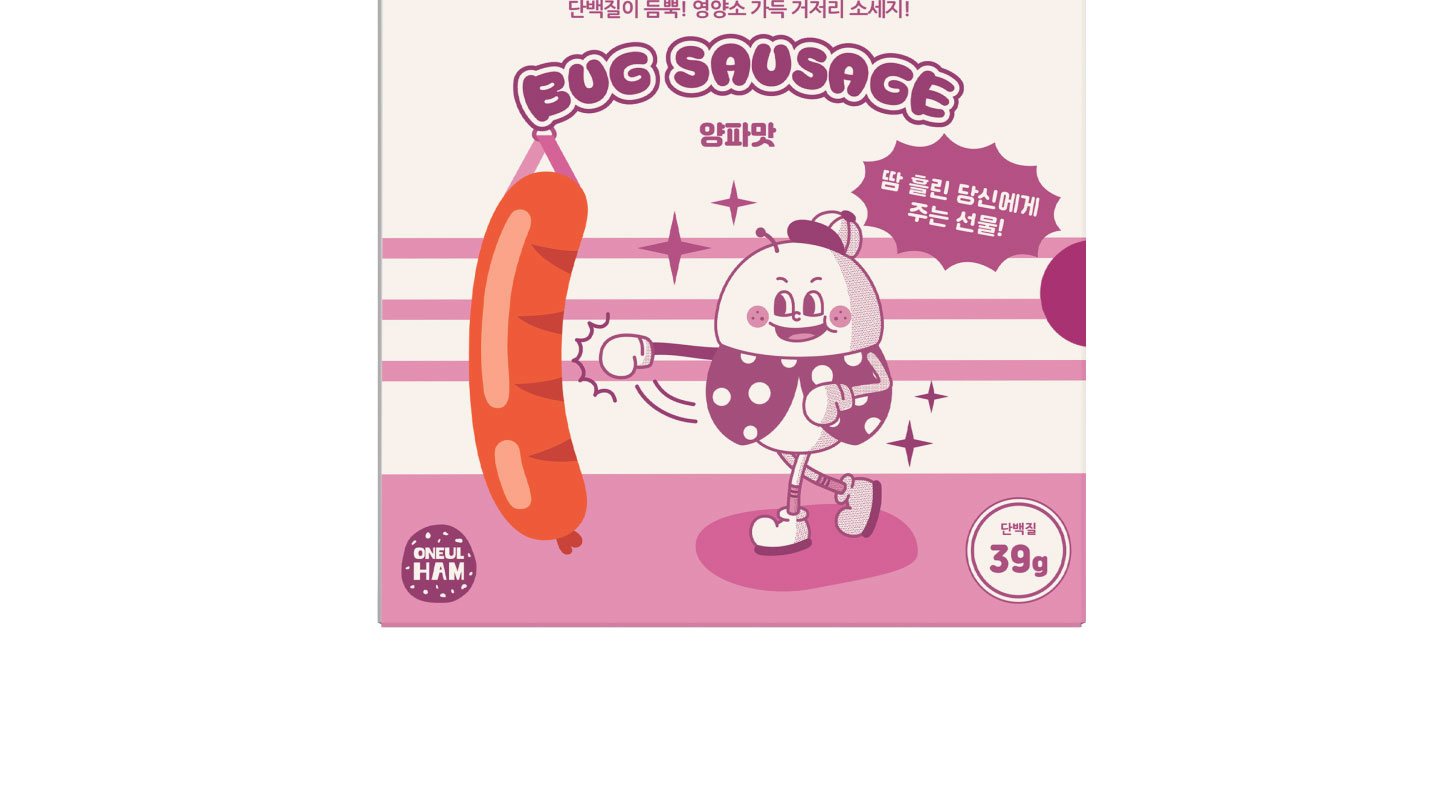 단백질이 듬뿍! 영양소 가득 거저리 소세지!
BUG SAUSAGE
양파맛
땀 흘린 당신에게
주는 선물!
ONEUL
HAM
단백질
39g